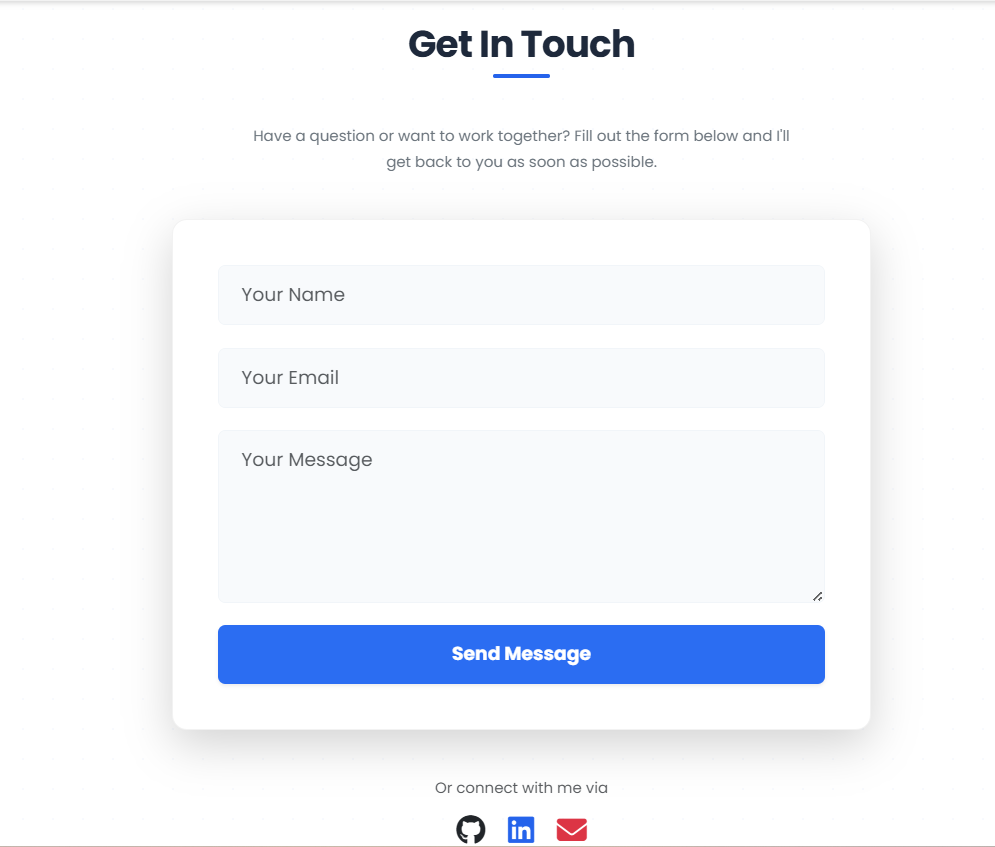 Get In Touch
Have a question or want to work together? Fill out the form below and I'll
get back to you as soon as possible.
Your Name
Your Email
Your Message
Send Message
Or connect with me via
in